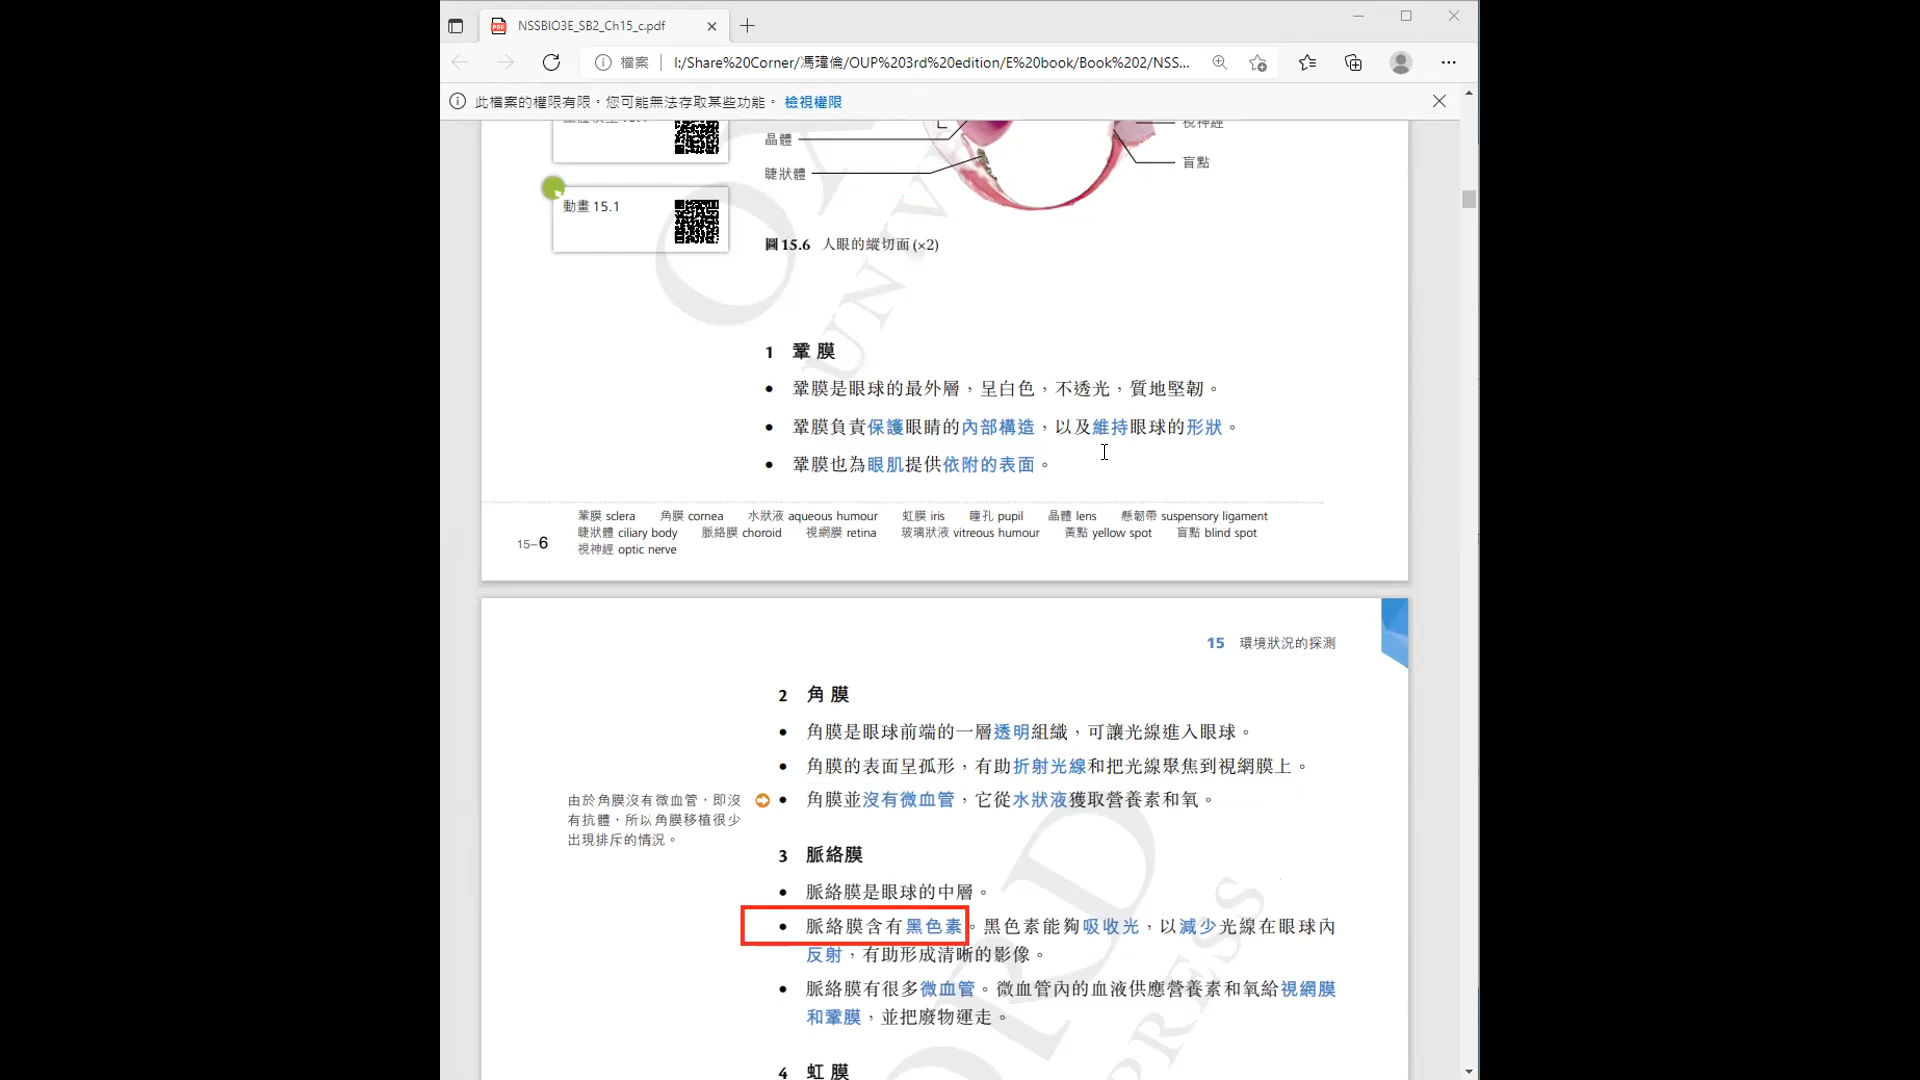 NSSBIO3E_SB2_Ch15_c.pdf
檔案 I:/Share%20Corner/馮瑋倫/OUP%203rd%20edition/E%20book/Book%202/NSS...
此檔案的權限有限。您可能無法存取某些功能。 檢視權限
晶體
視神經
盲點
睫狀體
動畫 15.1
圖 15.6 人眼的縱切面 (×2)
1 鞏膜
• 鞏膜是眼球的最外層，呈白色，不透光，質地堅韌。
• 鞏膜負責保護眼睛的內部構造，以及維持眼球的形狀。
• 鞏膜也為眼肌提供依附的表面。
鞏膜 sclera 角膜 cornea 水狀液 aqueous humour 虹膜 iris 瞳孔 pupil 晶體 lens 懸韌帶 suspensory ligament
睫狀體 ciliary body 脈絡膜 choroid 視網膜 retina 玻璃狀液 vitreous humour 黃點 yellow spot 盲點 blind spot
視神經 optic nerve
15–6
15 環境狀況的探測
2 角膜
• 角膜是眼球前端的一層透明組織，可讓光線進入眼球。
• 角膜的表面呈孤形，有助折射光線和把光線聚焦到視網膜上。
• 角膜並沒有微血管，它從水狀液獲取營養素和氧。
由於角膜沒有微血管，即沒
有抗體，所以角膜移植很少
出現排斥的情況。
3 脈絡膜
• 脈絡膜是眼球的中層。
• 脈絡膜含有黑色素。黑色素能夠吸收光，以減少光線在眼球內
反射，有助形成清晰的影像。
• 脈絡膜有很多微血管。微血管內的血液供應營養素和氧給視網膜
和鞏膜，並把廢物運走。
4 虹膜